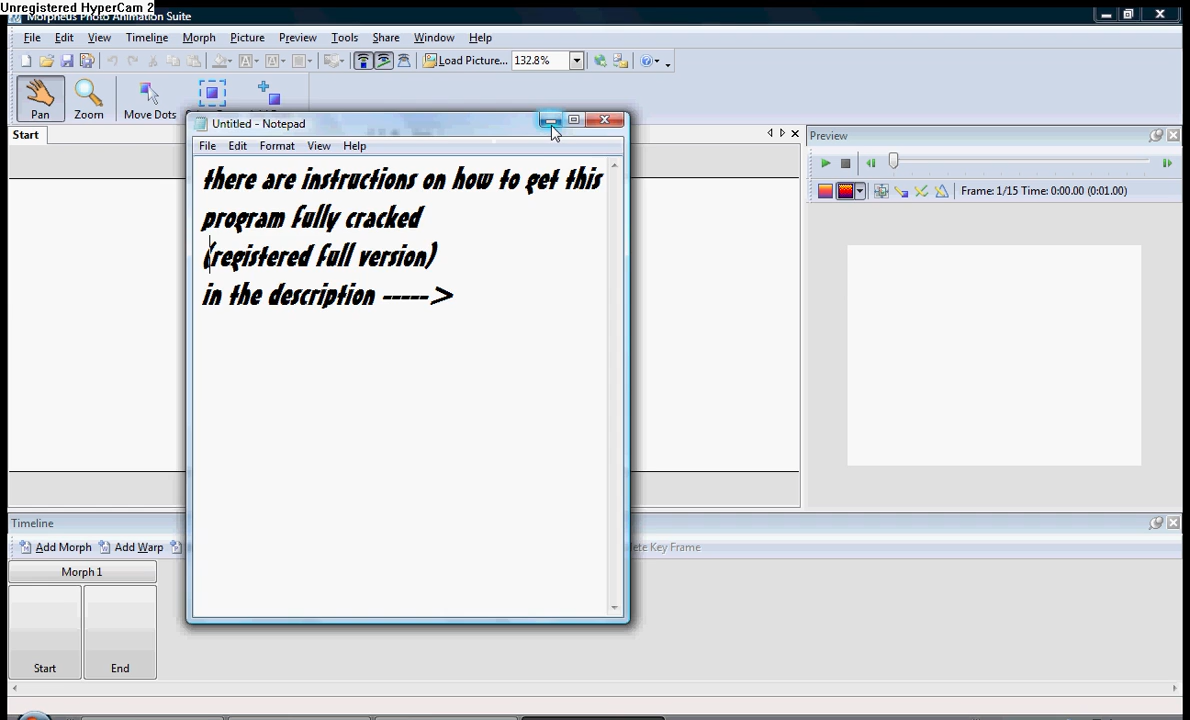 Unregistered HyperCam 2
Morpheus Photo Animation Suite
File Edit View Timeline Morph Picture Preview Tools Share Window Help
Load Picture... 132.8%
Pan Zoom Move Dots
Start
Preview
Untitled - Notepad
File Edit Format View Help
Frame: 1/15 Time: 0:00.00 (0:01.00)
there are instructions on how to get this
program fully cracked
(registered full version)
in the description ----->
Timeline
Add Morph Add Warp
ete Key Frame
Morph 1
Start End